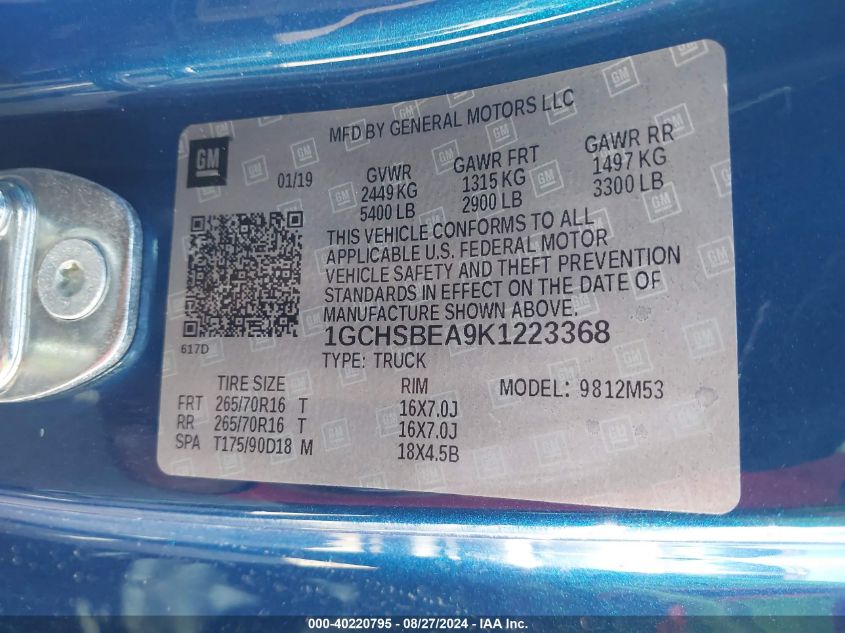 MFD BY GENERAL MOTORS LLC
GM
01/19
GVWR GAWR FRT GAWR RR
2449 KG 1315 KG 1497 KG
5400 LB 2900 LB 3300 LB
THIS VEHICLE CONFORMS TO ALL
APPLICABLE U.S. FEDERAL MOTOR
VEHICLE SAFETY AND THEFT PREVENTION
STANDARDS IN EFFECT ON THE DATE OF
MANUFACTURE SHOWN ABOVE.
617D
1GCHSBEA9K1223368
TYPE: TRUCK
TIRE SIZE RIM MODEL: 9812M53
FRT 265/70R16 T 16X7.0J
RR 265/70R16 T 16X7.0J
SPA T175/90D18 M 18X4.5B
000-40220795 - 08/27/2024 - IAA Inc.